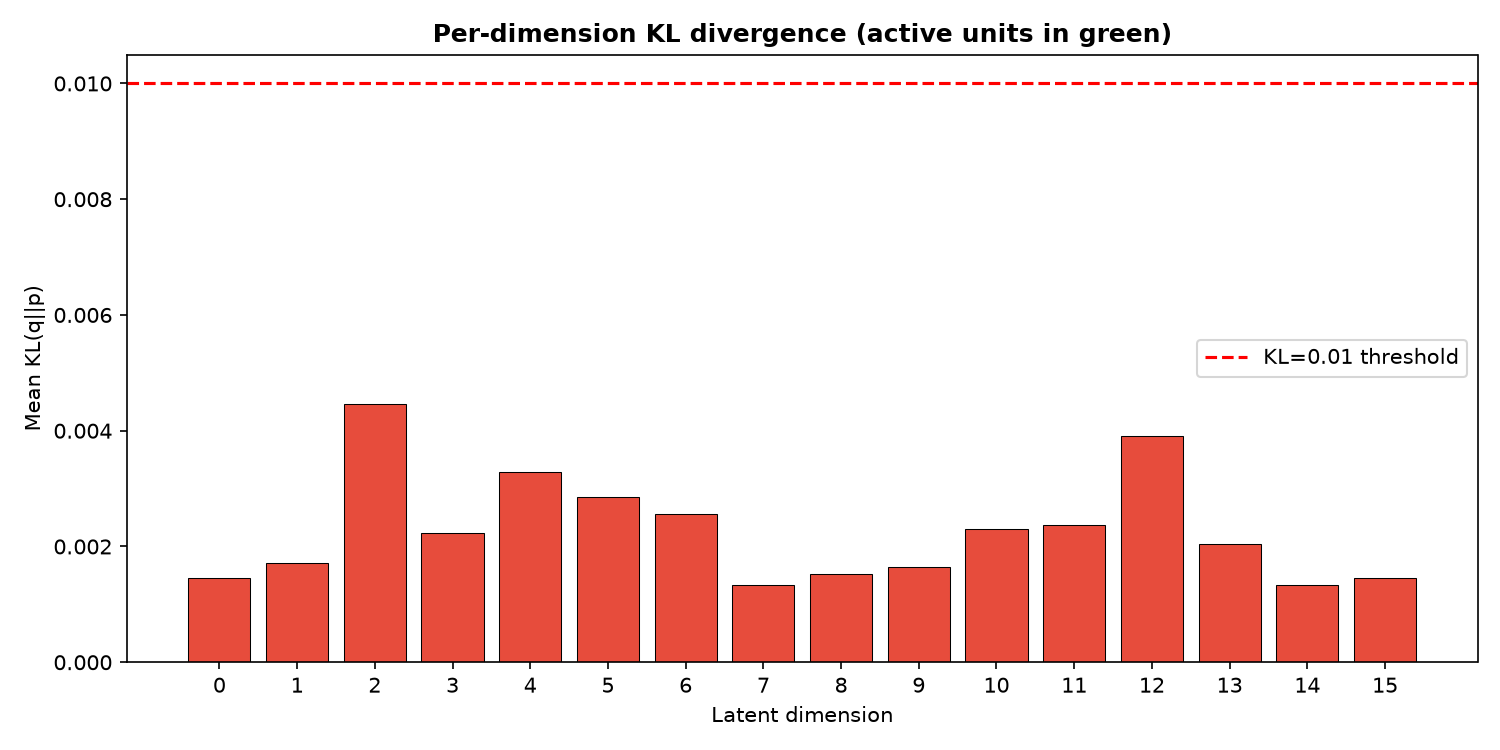 Per-dimension KL divergence (active units in green)
Mean KL(q||p)
0.010
0.008
0.006
0.004
0.002
0.000
KL=0.01 threshold
0 1 2 3 4 5 6 7 8 9 10 11 12 13 14 15
Latent dimension